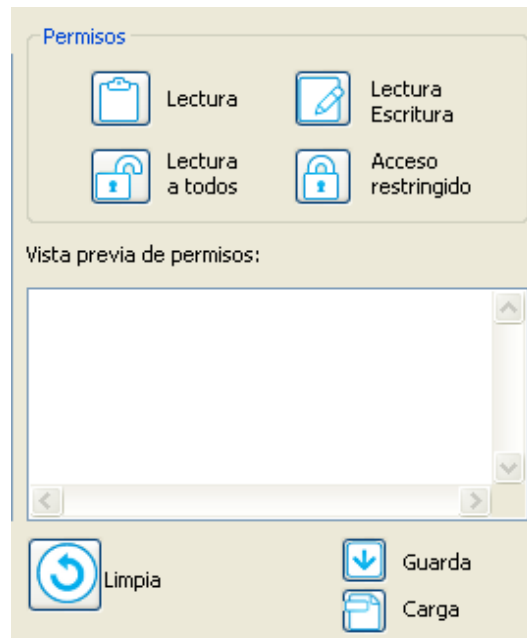 Permisos
Lectura
Lectura
Escritura
Lectura
a todos
Acceso
restringido
Vista previa de permisos:
Limpia
Guarda
Carga